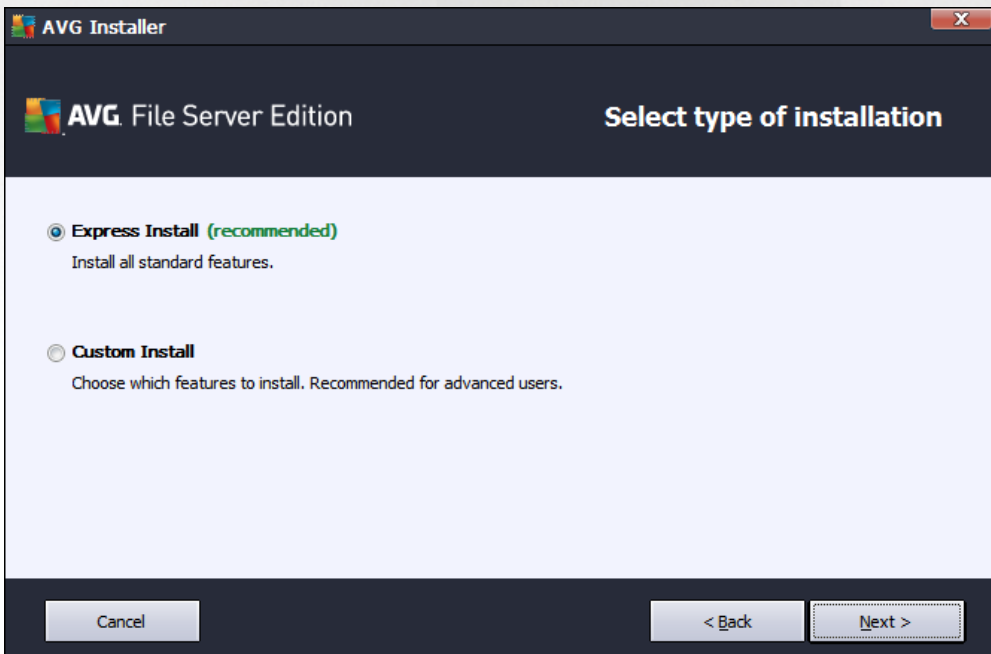 AVG Installer
AVG. File Server Edition
Select type of installation
Express Install (recommended)
Install all standard features.
Custom Install
Choose which features to install. Recommended for advanced users.
Cancel
< Back
Next >